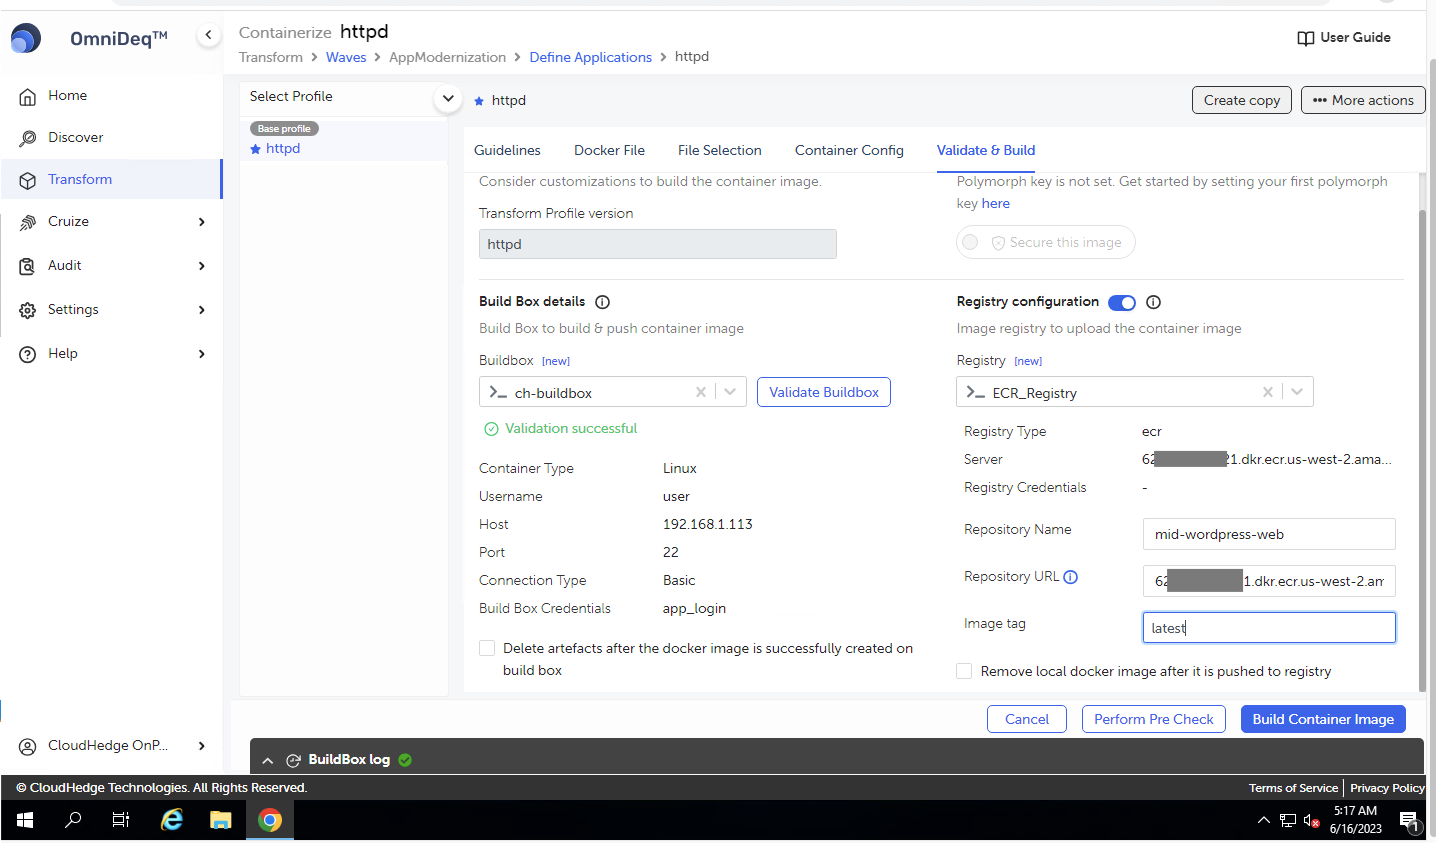 OmniDeq™
Containerize httpd
Transform > Waves > AppModernization > Define Applications > httpd
User Guide
Home
Discover
Transform
Cruize
Audit
Settings
Help
CloudHedge OnP...
Select Profile
Base profile
httpd
httpd
Create copy
••• More actions
Guidelines
Docker File
File Selection
Container Config
Validate & Build
Consider customizations to build the container image.
Transform Profile version
httpd
Polymorph key is not set. Get started by setting your first polymorph
key here
Secure this image
Build Box details
Build Box to build & push container image
Buildbox [new]
ch-buildbox
Validate Buildbox
Validation successful
Container Type Linux
Username user
Host 192.168.1.113
Port 22
Connection Type Basic
Build Box Credentials app_login
Delete artefacts after the docker image is successfully created on
build box
Registry configuration
Image registry to upload the container image
Registry [new]
ECR_Registry
Registry Type ecr
Server 62 21.dkr.ecr.us-west-2.ama...
Registry Credentials -
Repository Name mid-wordpress-web
Repository URL 62 1.dkr.ecr.us-west-2.am
Image tag latest
Remove local docker image after it is pushed to registry
Cancel
Perform Pre Check
Build Container Image
BuildBox log
© CloudHedge Technologies. All Rights Reserved.
Terms of Service | Privacy Policy
5:17 AM
6/16/2023
1